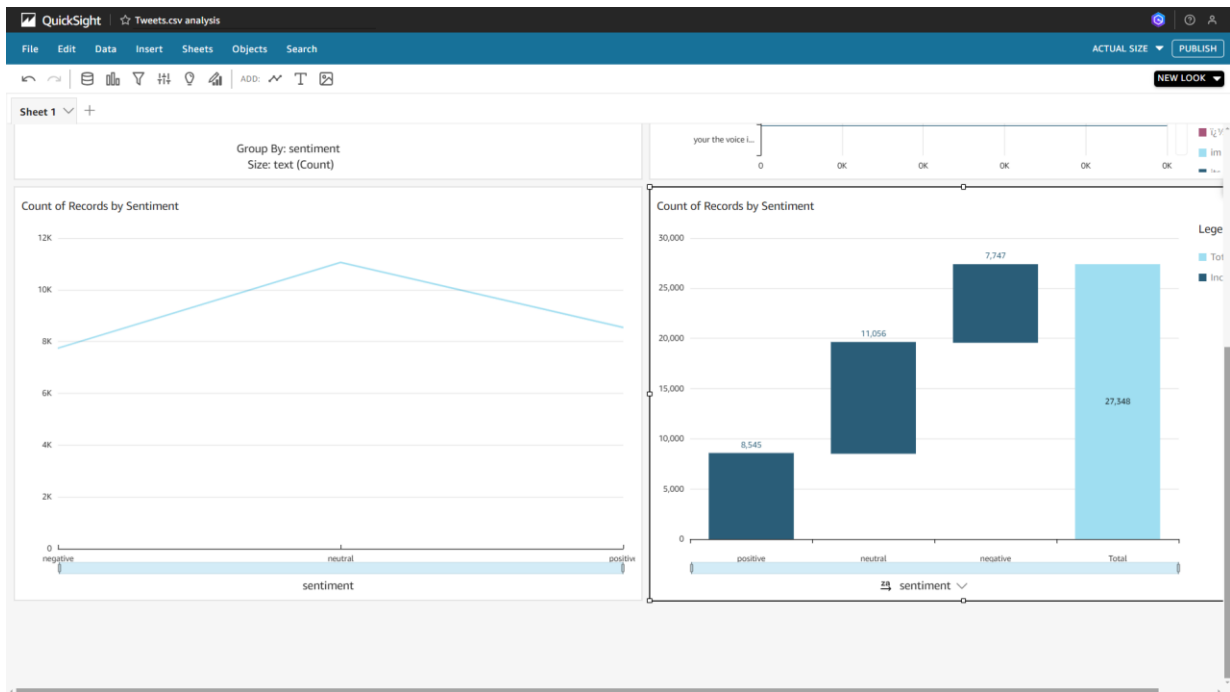 QuickSight ☆ Tweets.csv analysis
File Edit Data Insert Sheets Objects Search ACTUAL SIZE PUBLISH
ADD: T NEW LOOK
Sheet 1
Group By: sentiment
Size: text (Count)
your the voice i...
0 0K 0K 0K 0K 0K
im
Count of Records by Sentiment
12K
10K
8K
6K
4K
2K
0
negative neutral positiv
sentiment
Count of Records by Sentiment
Lege
Tot
Inc
30,000
25,000
20,000
15,000
10,000
5,000
0
8,545
11,056
7,747
27,348
positive neutral negative Total
sentiment